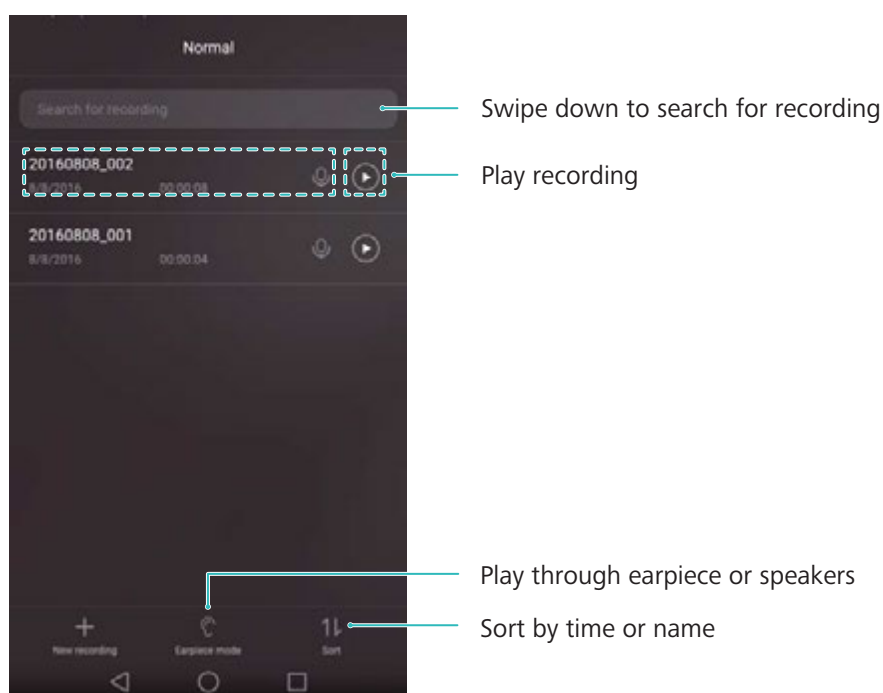 Normal
Search for recording
Swipe down to search for recording
20160808_002
8/8/2016 00:00:08
Play recording
20160808_001
8/8/2016 00:00:04
Play through earpiece or speakers
New recording Earpiece mode Sort
Sort by time or name